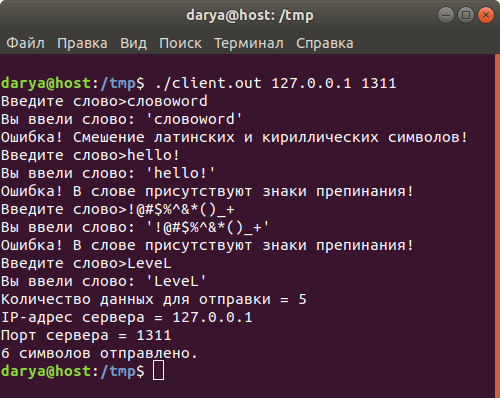 darya@host: /tmp
Файл Правка Вид Поиск Терминал Справка
darya@host:/tmp$ ./client.out 127.0.0.1 1311
Введите слово>словоword
Вы ввели слово: 'словоword'
Ошибка! Смешение латинских и кириллических символов!
Введите слово>hello!
Вы ввели слово: 'hello!'
Ошибка! В слове присутствуют знаки препинания!
Введите слово>!@#$%^&*()_+
Вы ввели слово: '!@#$%^&*()_+'
Ошибка! В слове присутствуют знаки препинания!
Введите слово>LeveL
Вы ввели слово: 'LeveL'
Количество данных для отправки = 5
IP-адрес сервера = 127.0.0.1
Порт сервера = 1311
6 символов отправлено.
darya@host:/tmp$